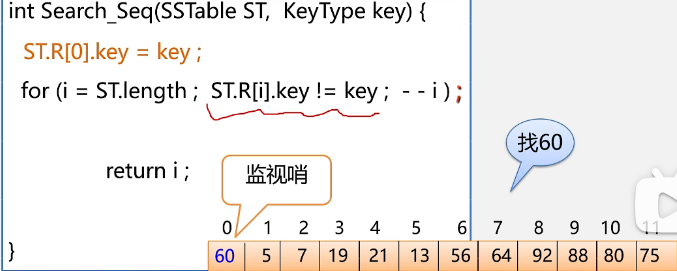 int Search_Seq(SSTable ST, KeyType key) {
ST.R[0].key = key ;
for (i = ST.length ; ST.R[i].key != key ; - - i ) ;
找60
return i ;
监视哨
0 1 2 3 4 5 6 7 8 9 10 11
} 60 5 7 19 21 13 56 64 92 88 80 75